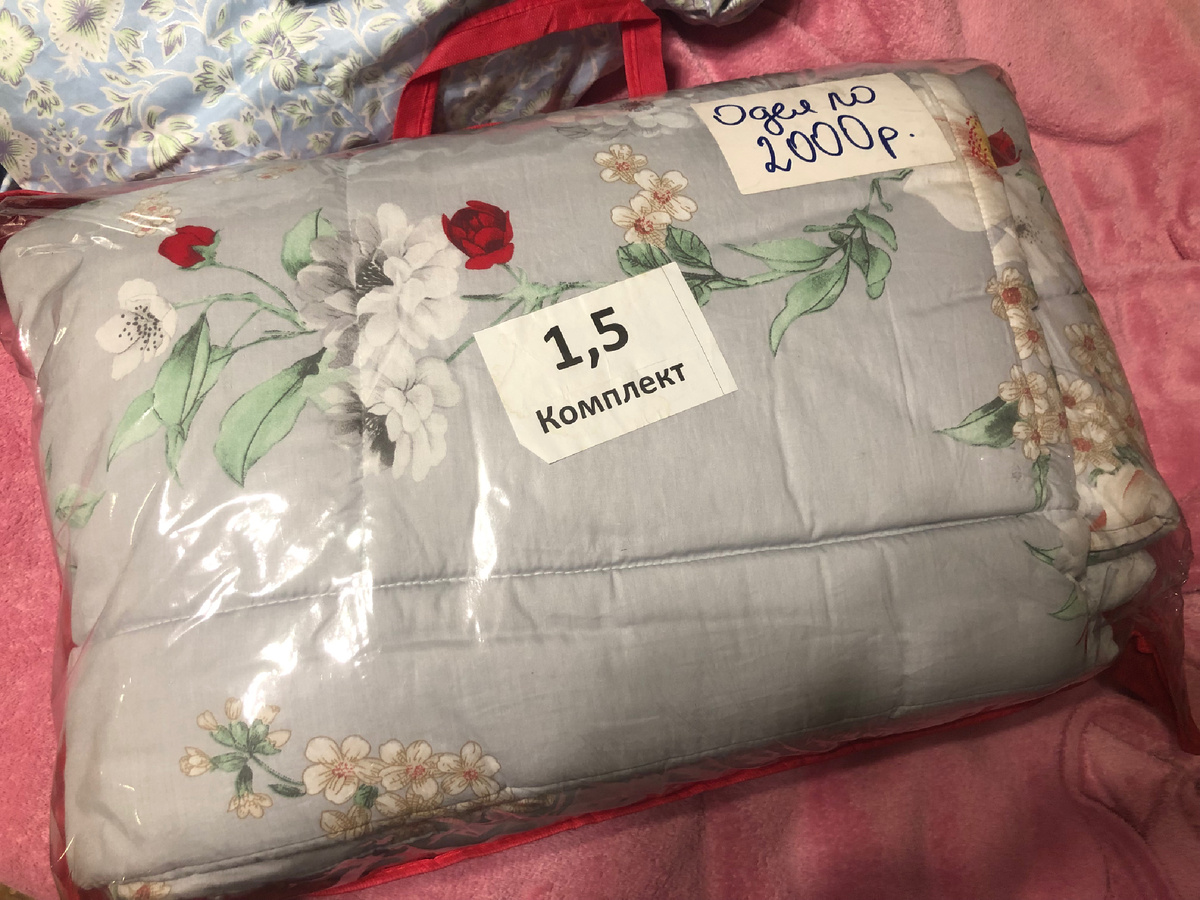 Одеяло
2000р.
1,5
Комплект